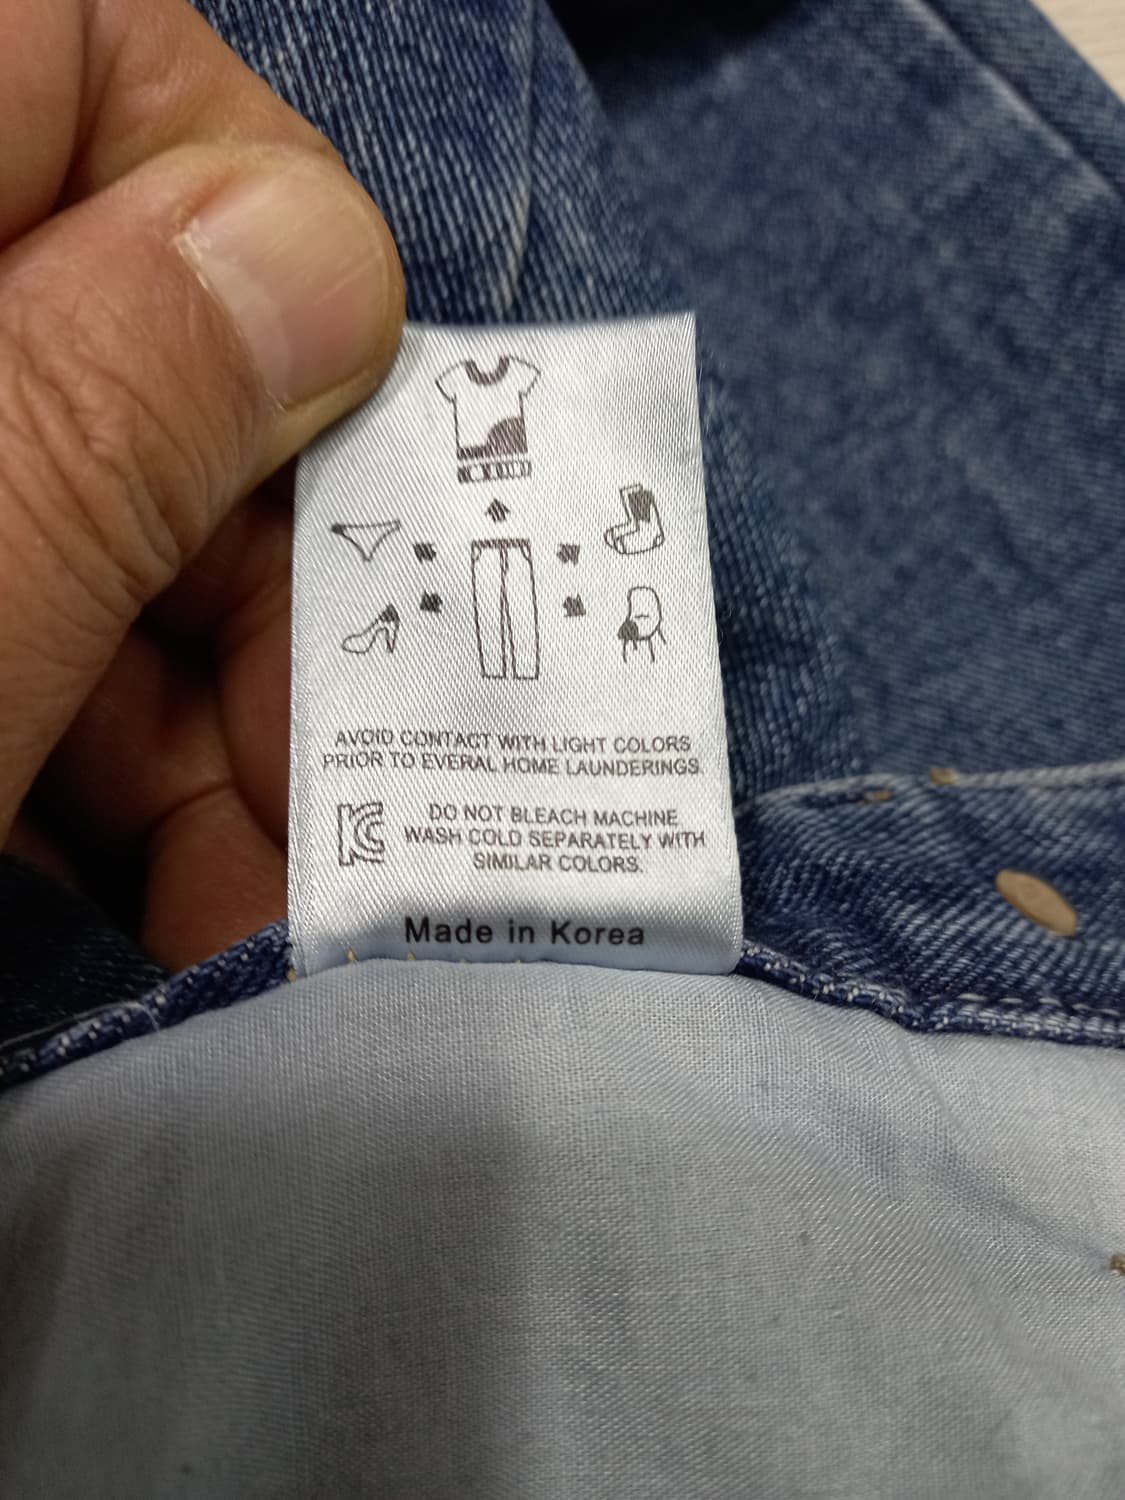 AVOID CONTACT WITH LIGHT COLORS
PRIOR TO EVERAL HOME LAUNDERINGS.
KC
DO NOT BLEACH MACHINE
WASH COLD SEPARATELY WITH
SIMILAR COLORS.
Made in Korea